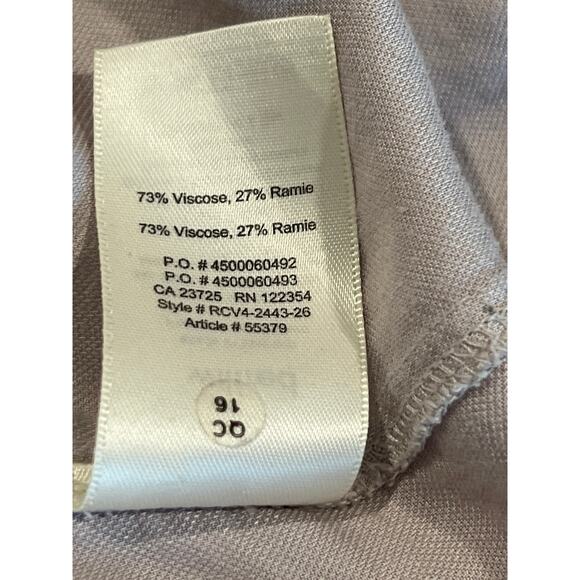 73% Viscose, 27% Ramie
73% Viscose, 27% Ramie
P.O. # 4500060492
P.O. # 4500060493
CA 23725 RN 122354
Style # RCV4-2443-26
Article # 55379
QC
16